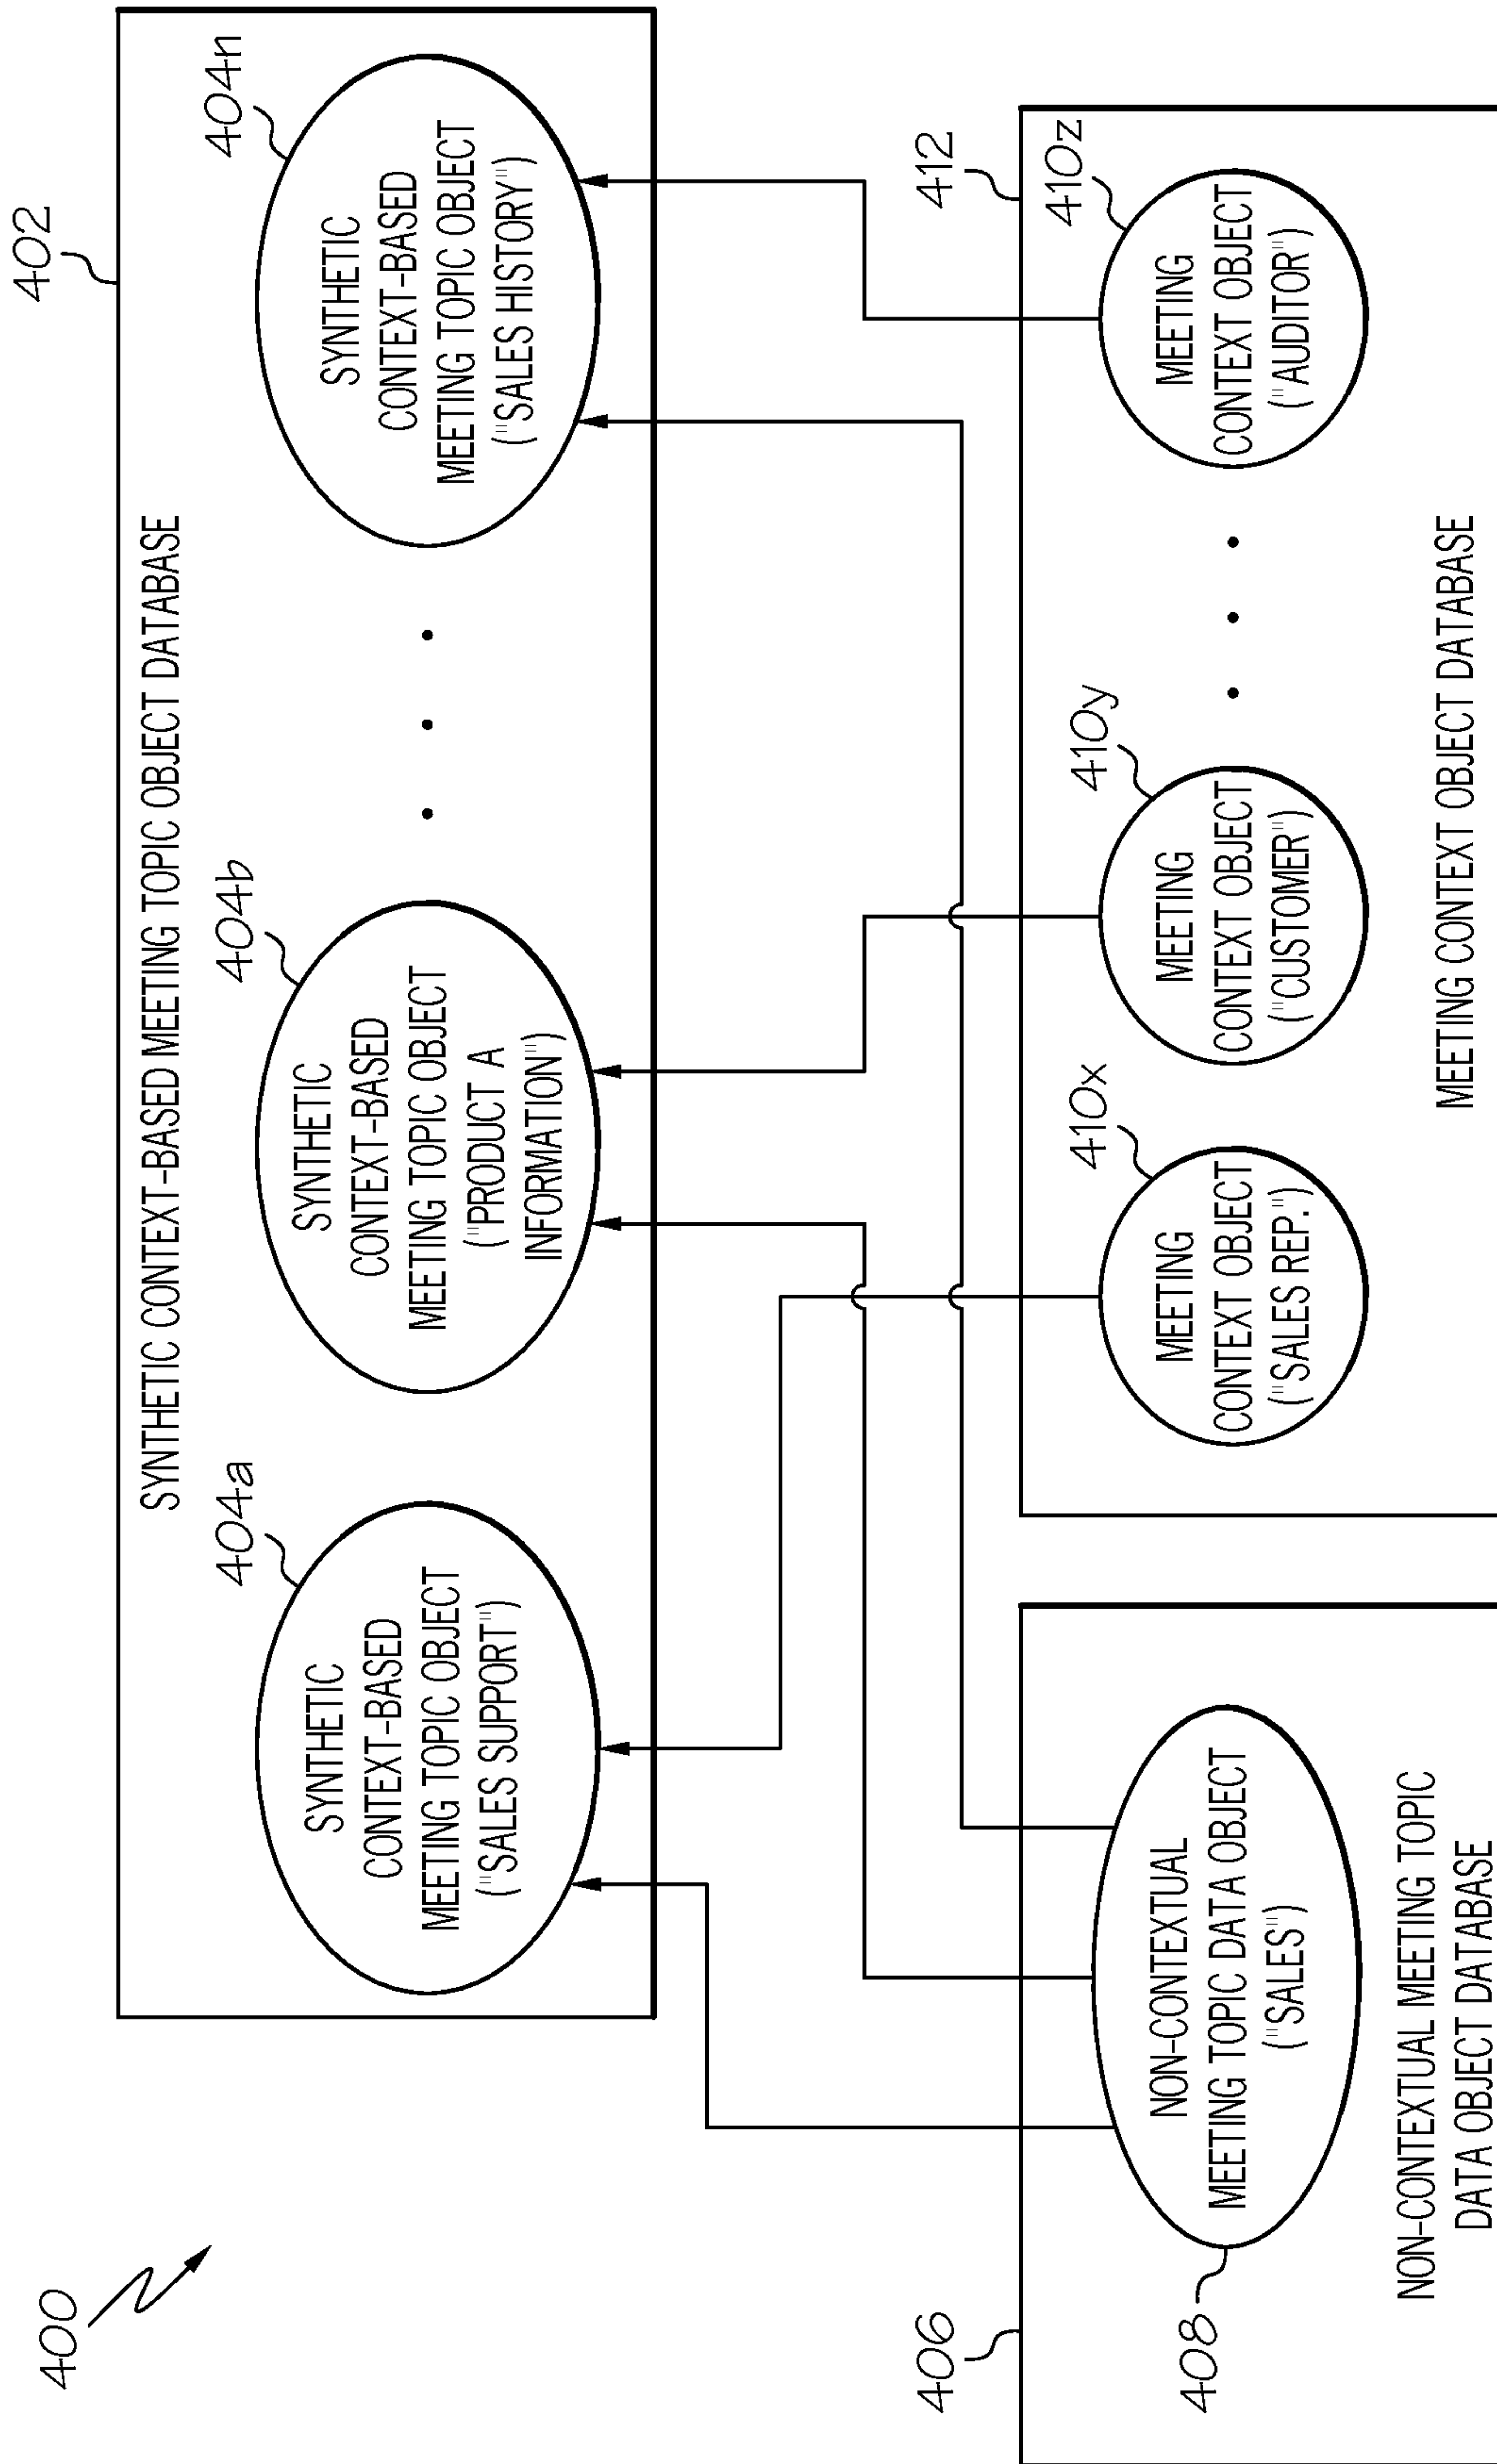 400
402
SYNTHETIC CONTEXT-BASED MEETING TOPIC OBJECT DATABASE
404a
SYNTHETIC
CONTEXT-BASED
MEETING TOPIC OBJECT
("SALES SUPPORT")
404b
SYNTHETIC
CONTEXT-BASED
MEETING TOPIC OBJECT
("PRODUCT A
INFORMATION")
404n
SYNTHETIC
CONTEXT-BASED
MEETING TOPIC OBJECT
("SALES HISTORY")
406
408
NON-CONTEXTUAL
MEETING TOPIC DATA OBJECT
("SALES")
NON-CONTEXTUAL MEETING TOPIC
DATA OBJECT DATABASE
412
410x
MEETING
CONTEXT OBJECT
("SALES REP.")
410y
MEETING
CONTEXT OBJECT
("CUSTOMER")
410z
MEETING
CONTEXT OBJECT
("AUDITOR")
MEETING CONTEXT OBJECT DATABASE